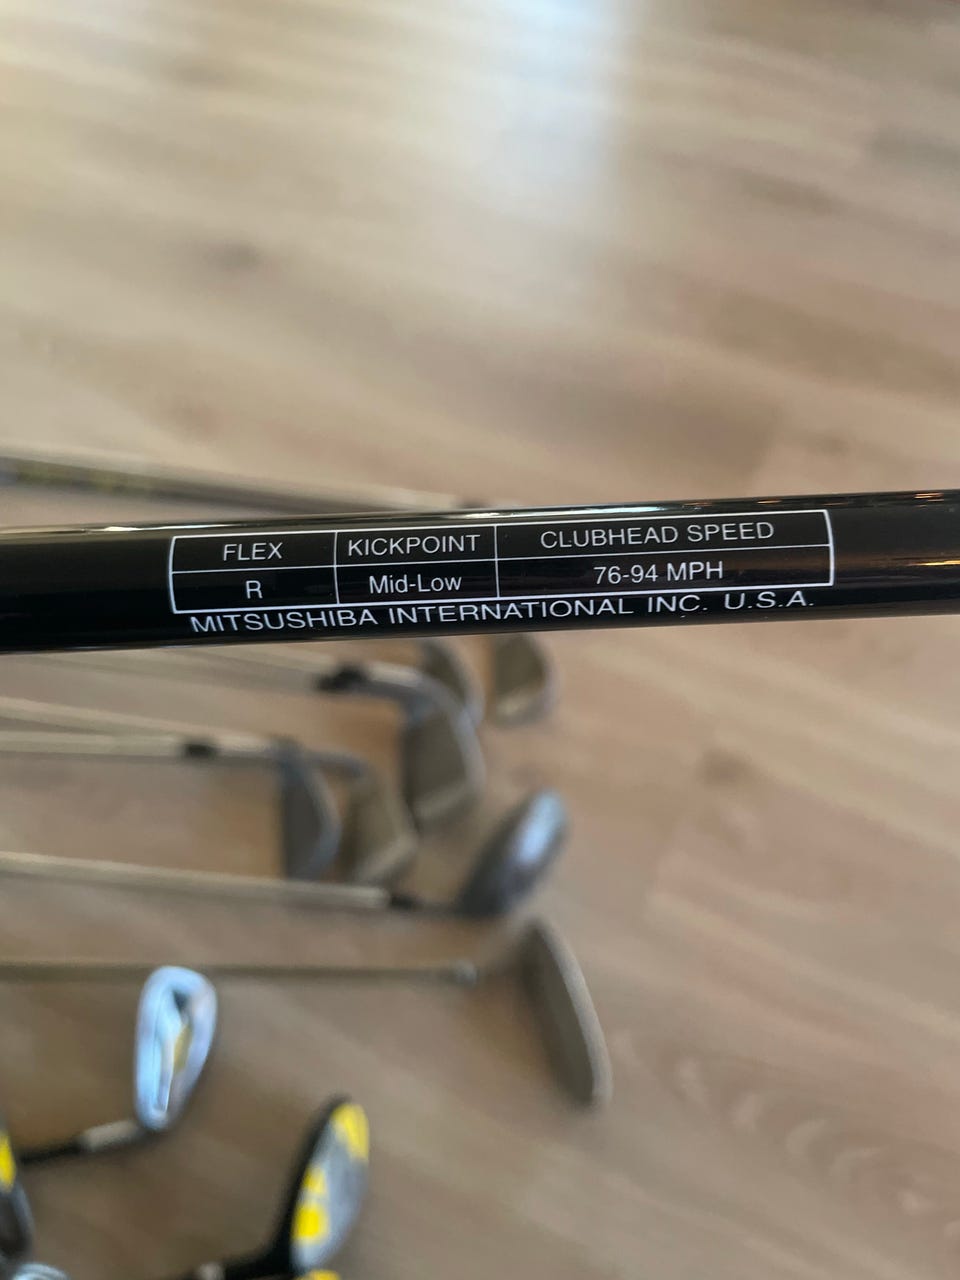 FLEX KICKPOINT CLUBHEAD SPEED
R Mid-Low 76-94 MPH
MITSUSHIBA INTERNATIONAL INC. U.S.A.